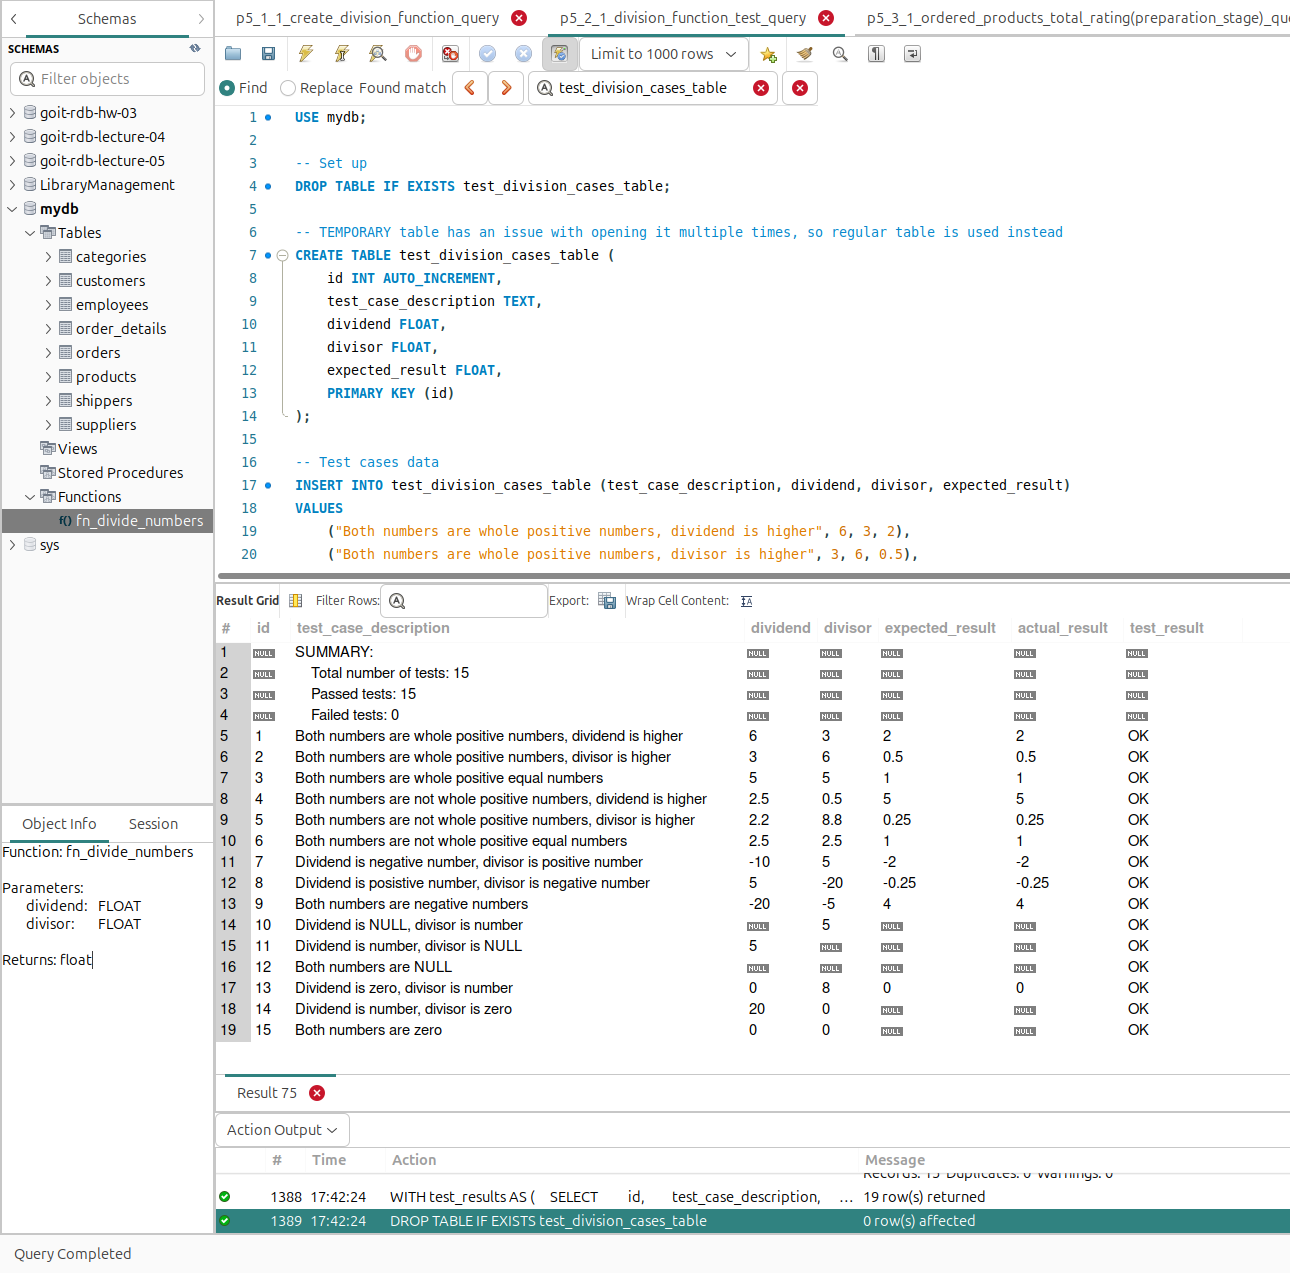 Schemas
SCHEMAS
Filter objects
goit-rdb-hw-03
goit-rdb-lecture-04
goit-rdb-lecture-05
LibraryManagement
mydb
Tables
categories
customers
employees
order_details
orders
products
shippers
suppliers
Views
Stored Procedures
Functions
f() fn_divide_numbers
sys
Object Info Session
Function: fn_divide_numbers
Parameters:
dividend: FLOAT
divisor: FLOAT
Returns: float
p5_1_1_create_division_function_query p5_2_1_division_function_test_query p5_3_1_ordered_products_total_rating(preparation_stage)_qu
Limit to 1000 rows
Find Replace Found match test_division_cases_table
1 USE mydb;
2
3 -- Set up
4 DROP TABLE IF EXISTS test_division_cases_table;
5
6 -- TEMPORARY table has an issue with opening it multiple times, so regular table is used instead
7 CREATE TABLE test_division_cases_table (
8 id INT AUTO_INCREMENT,
9 test_case_description TEXT,
10 dividend FLOAT,
11 divisor FLOAT,
12 expected_result FLOAT,
13 PRIMARY KEY (id)
14 );
15
16 -- Test cases data
17 INSERT INTO test_division_cases_table (test_case_description, dividend, divisor, expected_result)
18 VALUES
19 ("Both numbers are whole positive numbers, dividend is higher", 6, 3, 2),
20 ("Both numbers are whole positive numbers, divisor is higher", 3, 6, 0.5),
Result Grid Filter Rows: Export: Wrap Cell Content: IA
# id test_case_description dividend divisor expected_result actual_result test_result
1 NULL SUMMARY: NULL NULL NULL NULL NULL
2 NULL Total number of tests: 15 NULL NULL NULL NULL NULL
3 NULL Passed tests: 15 NULL NULL NULL NULL NULL
4 NULL Failed tests: 0 NULL NULL NULL NULL NULL
5 1 Both numbers are whole positive numbers, dividend is higher 6 3 2 2 OK
6 2 Both numbers are whole positive numbers, divisor is higher 3 6 0.5 0.5 OK
7 3 Both numbers are whole positive equal numbers 5 5 1 1 OK
8 4 Both numbers are not whole positive numbers, dividend is higher 2.5 0.5 5 5 OK
9 5 Both numbers are not whole positive numbers, divisor is higher 2.2 8.8 0.25 0.25 OK
10 6 Both numbers are not whole positive equal numbers 2.5 2.5 1 1 OK
11 7 Dividend is negative number, divisor is positive number -10 5 -2 -2 OK
12 8 Dividend is posistive number, divisor is negative number 5 -20 -0.25 -0.25 OK
13 9 Both numbers are negative numbers -20 -5 4 4 OK
14 10 Dividend is NULL, divisor is number NULL 5 NULL NULL OK
15 11 Dividend is number, divisor is NULL 5 NULL NULL NULL OK
16 12 Both numbers are NULL NULL NULL NULL NULL OK
17 13 Dividend is zero, divisor is number 0 8 0 0 OK
18 14 Dividend is number, divisor is zero 20 0 NULL NULL OK
19 15 Both numbers are zero 0 0 NULL NULL OK
Result 75
Action Output
# Time Action Message
Records: 15 Duplicates: 0 Warnings: 0
1388 17:42:24 WITH test_results AS ( SELECT id, test_case_description, ... 19 row(s) returned
1389 17:42:24 DROP TABLE IF EXISTS test_division_cases_table 0 row(s) affected
Query Completed